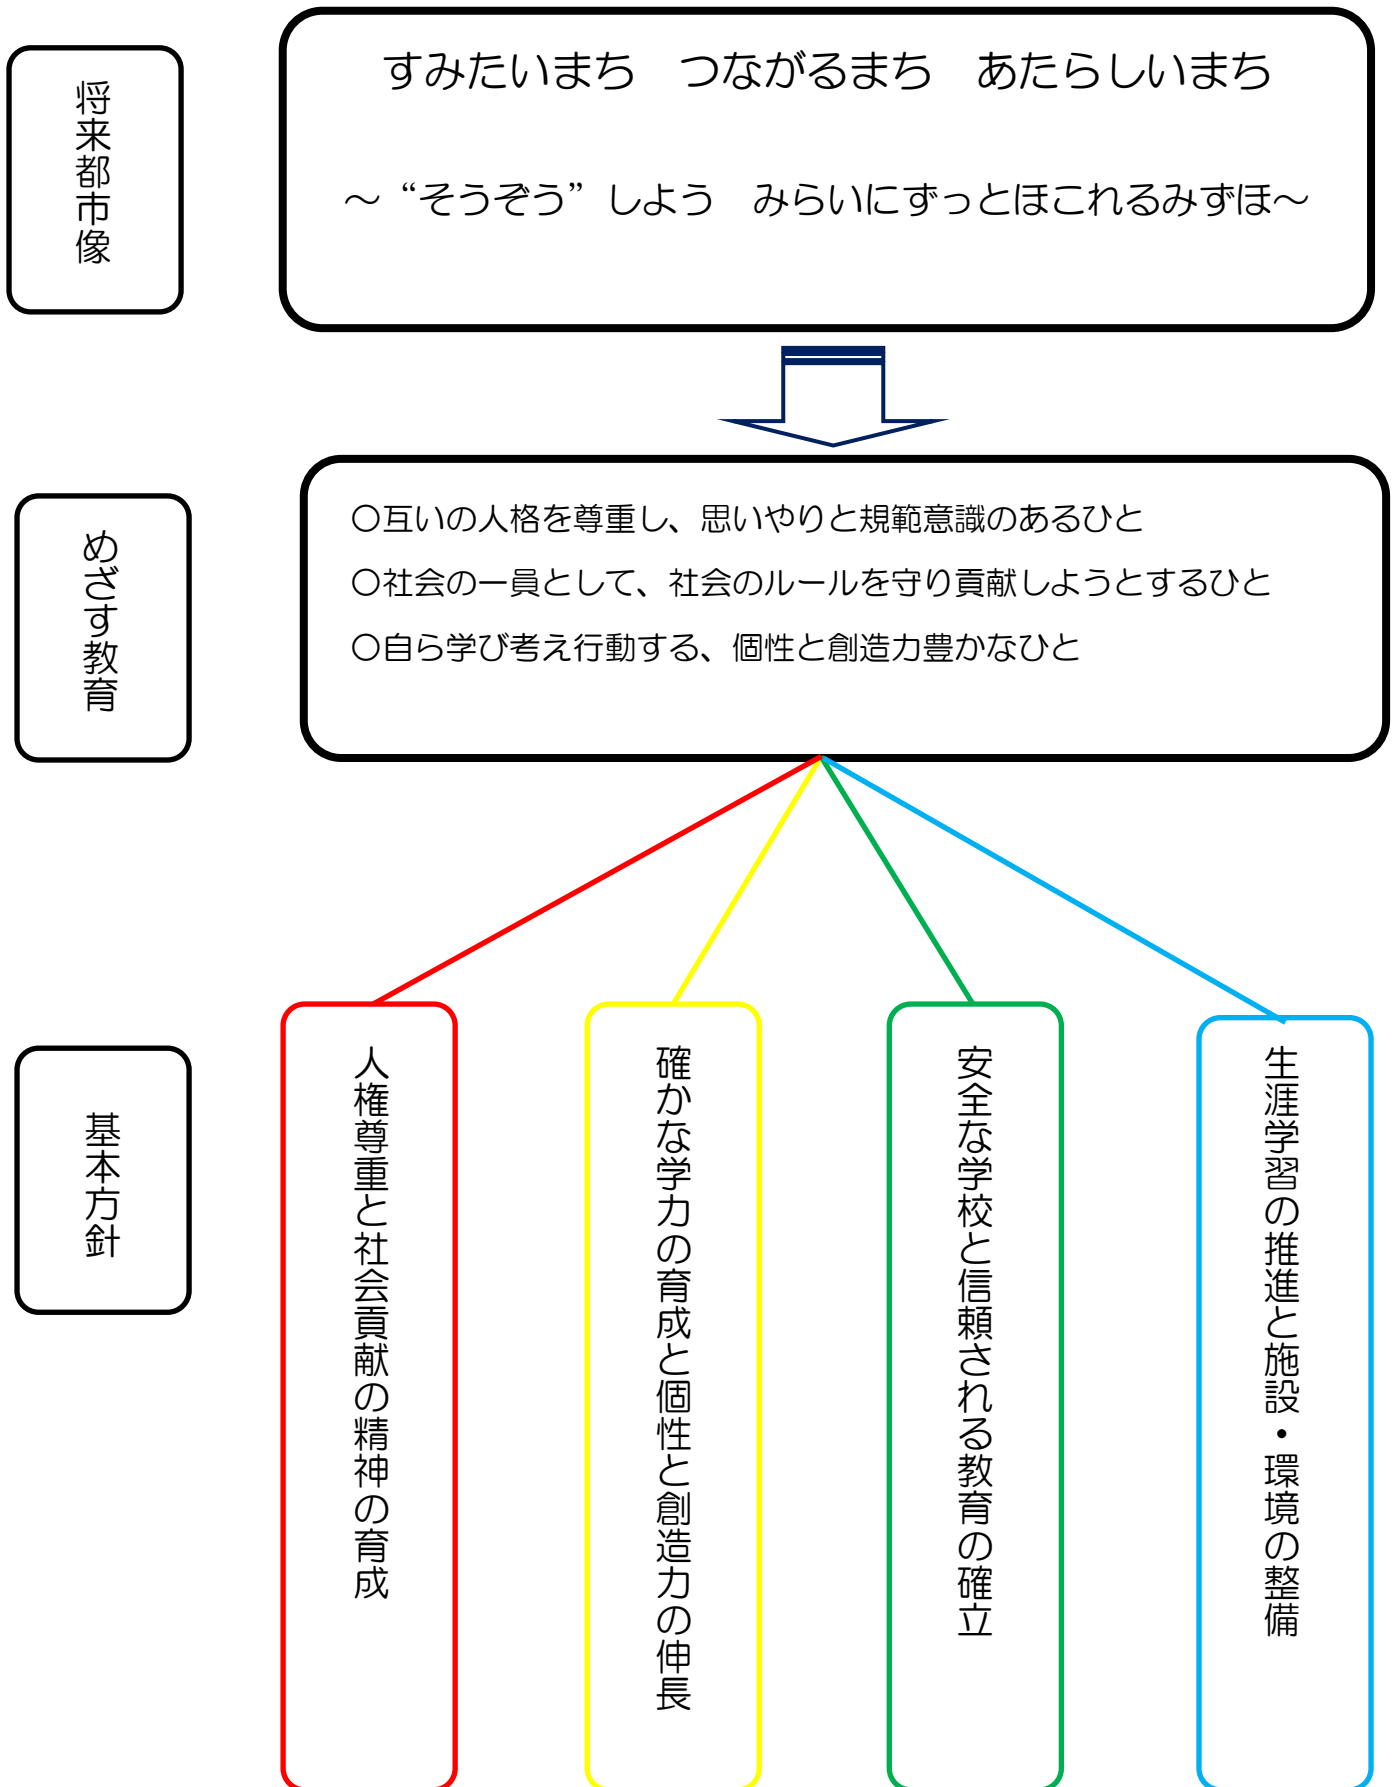 将来都市像
すみたいまち　つながるまち　あたらしいまち
～“そうぞう”しよう　みらいにずっとほこれるみずほ～
めざす教育
〇互いの人格を尊重し、思いやりと規範意識のあるひと
〇社会の一員として、社会のルールを守り貢献しようとするひと
〇自ら学び考え行動する、個性と創造力豊かなひと
基本方針
人権尊重と社会貢献の精神の育成
確かな学力の育成と個性と創造力の伸長
安全な学校と信頼される教育の確立
生涯学習の推進と施設・環境の整備